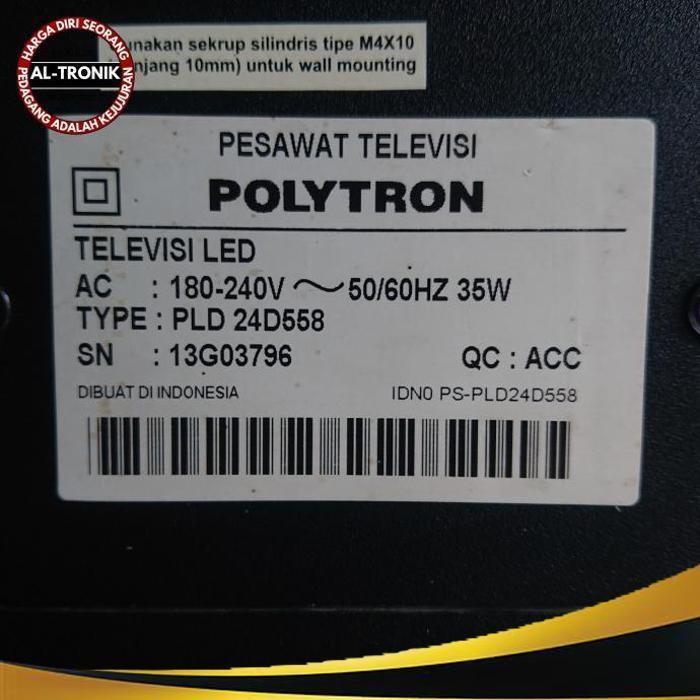 HARGA DIRI SEORANG
AL-TRONIK
PEDAGANG ADALAH KEJUJURAN
sekrup silindris tipe M4X10
10mm) untuk wall mounting
PESAWAT TELEVISI
POLYTRON
TELEVISI LED
AC : 180-240V ～ 50/60HZ 35W
TYPE : PLD 24D558
SN : 13G03796 QC : ACC
DIBUAT DI INDONESIA IDN0 PS-PLD24D558